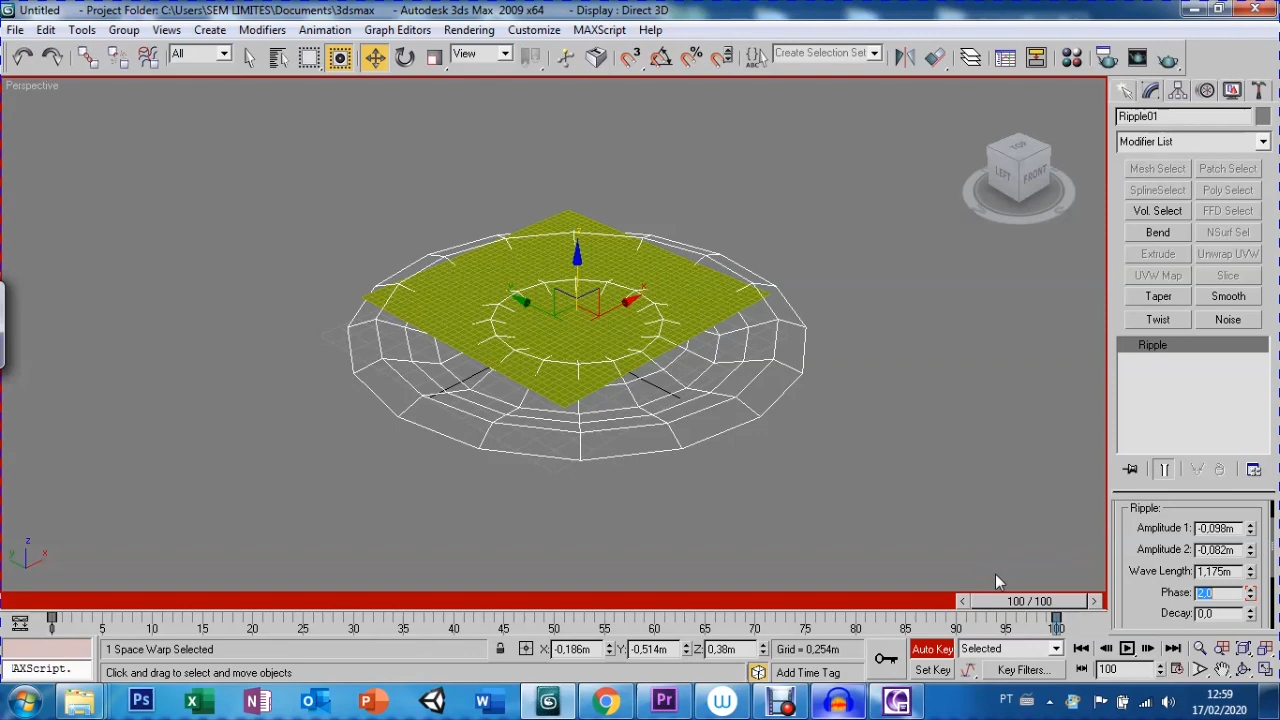 Untitled - Project Folder: C:\USERS\SEM LIMITES\Documents\3dsmax - Autodesk 3ds Max 2009 x64 - Display : Direct 3D
File Edit Tools Group Views Create Modifiers Animation Graph Editors Rendering Customize MAXScript Help
All View 3 % ABC Create Selection Set
Perspective
TOP
LEFT FRONT
Ripple01
Modifier List
Mesh Select Patch Select
SplineSelect Poly Select
Vol. Select FFD Select
Bend NSurf Sel
Extrude Unwrap UVW
UVW Map Slice
Taper Smooth
Twist Noise
Ripple
Ripple:
Amplitude 1: -0,098m
Amplitude 2: -0,082m
Wave Length: 1,175m
Phase: 2,0
Decay: 0,0
z
y x
< 100 / 100 >
5 10 15 20 25 30 35 40 45 50 55 60 65 70 75 80 85 90 95 100
1 Space Warp Selected X: -0,186m Y: -0,514m Z: 0,38m Grid = 0,254m Auto Key Selected
AXScript. Click and drag to select and move objects Add Time Tag Set Key Key Filters... 100
PT 12:59
17/02/2020